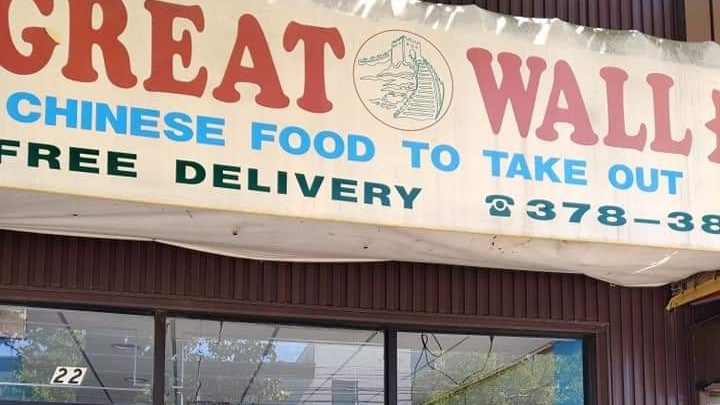 GREAT WALL
CHINESE FOOD TO TAKE OUT
FREE DELIVERY ☎378-38
22